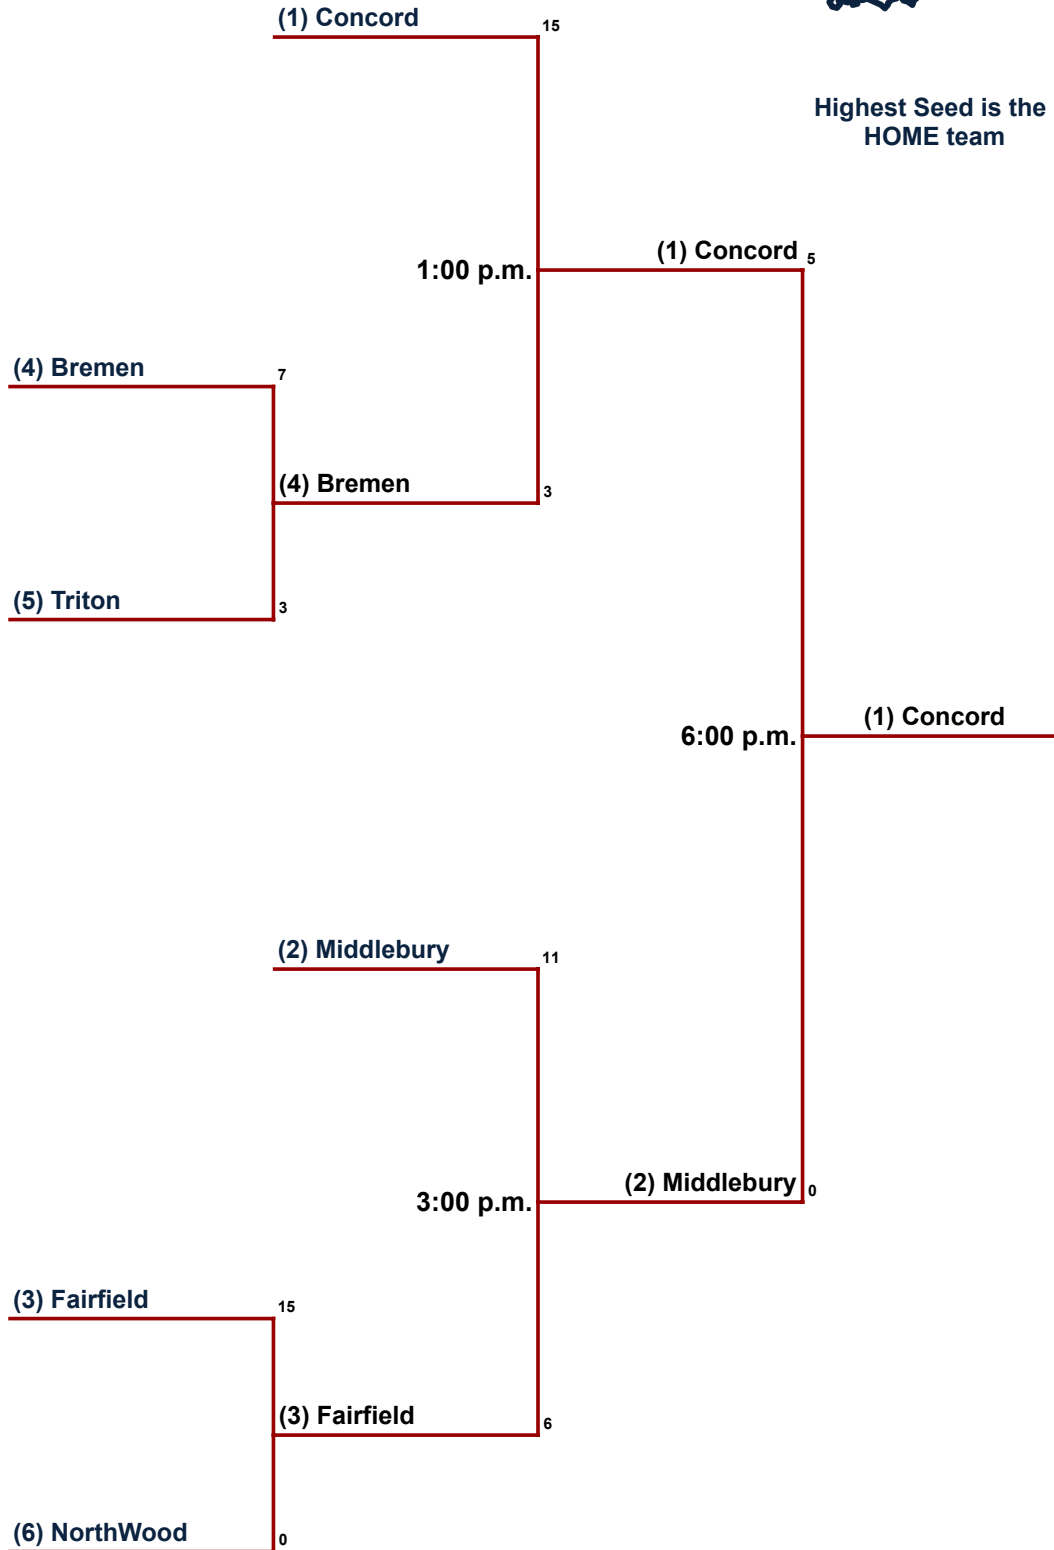 (1) Concord
15
Highest Seed is the
HOME team
(1) Concord
5
1:00 p.m.
(4) Bremen
7
(4) Bremen
3
(5) Triton
3
(1) Concord
6:00 p.m.
(2) Middlebury
11
(2) Middlebury
0
3:00 p.m.
(3) Fairfield
15
(3) Fairfield
6
(6) NorthWood
0